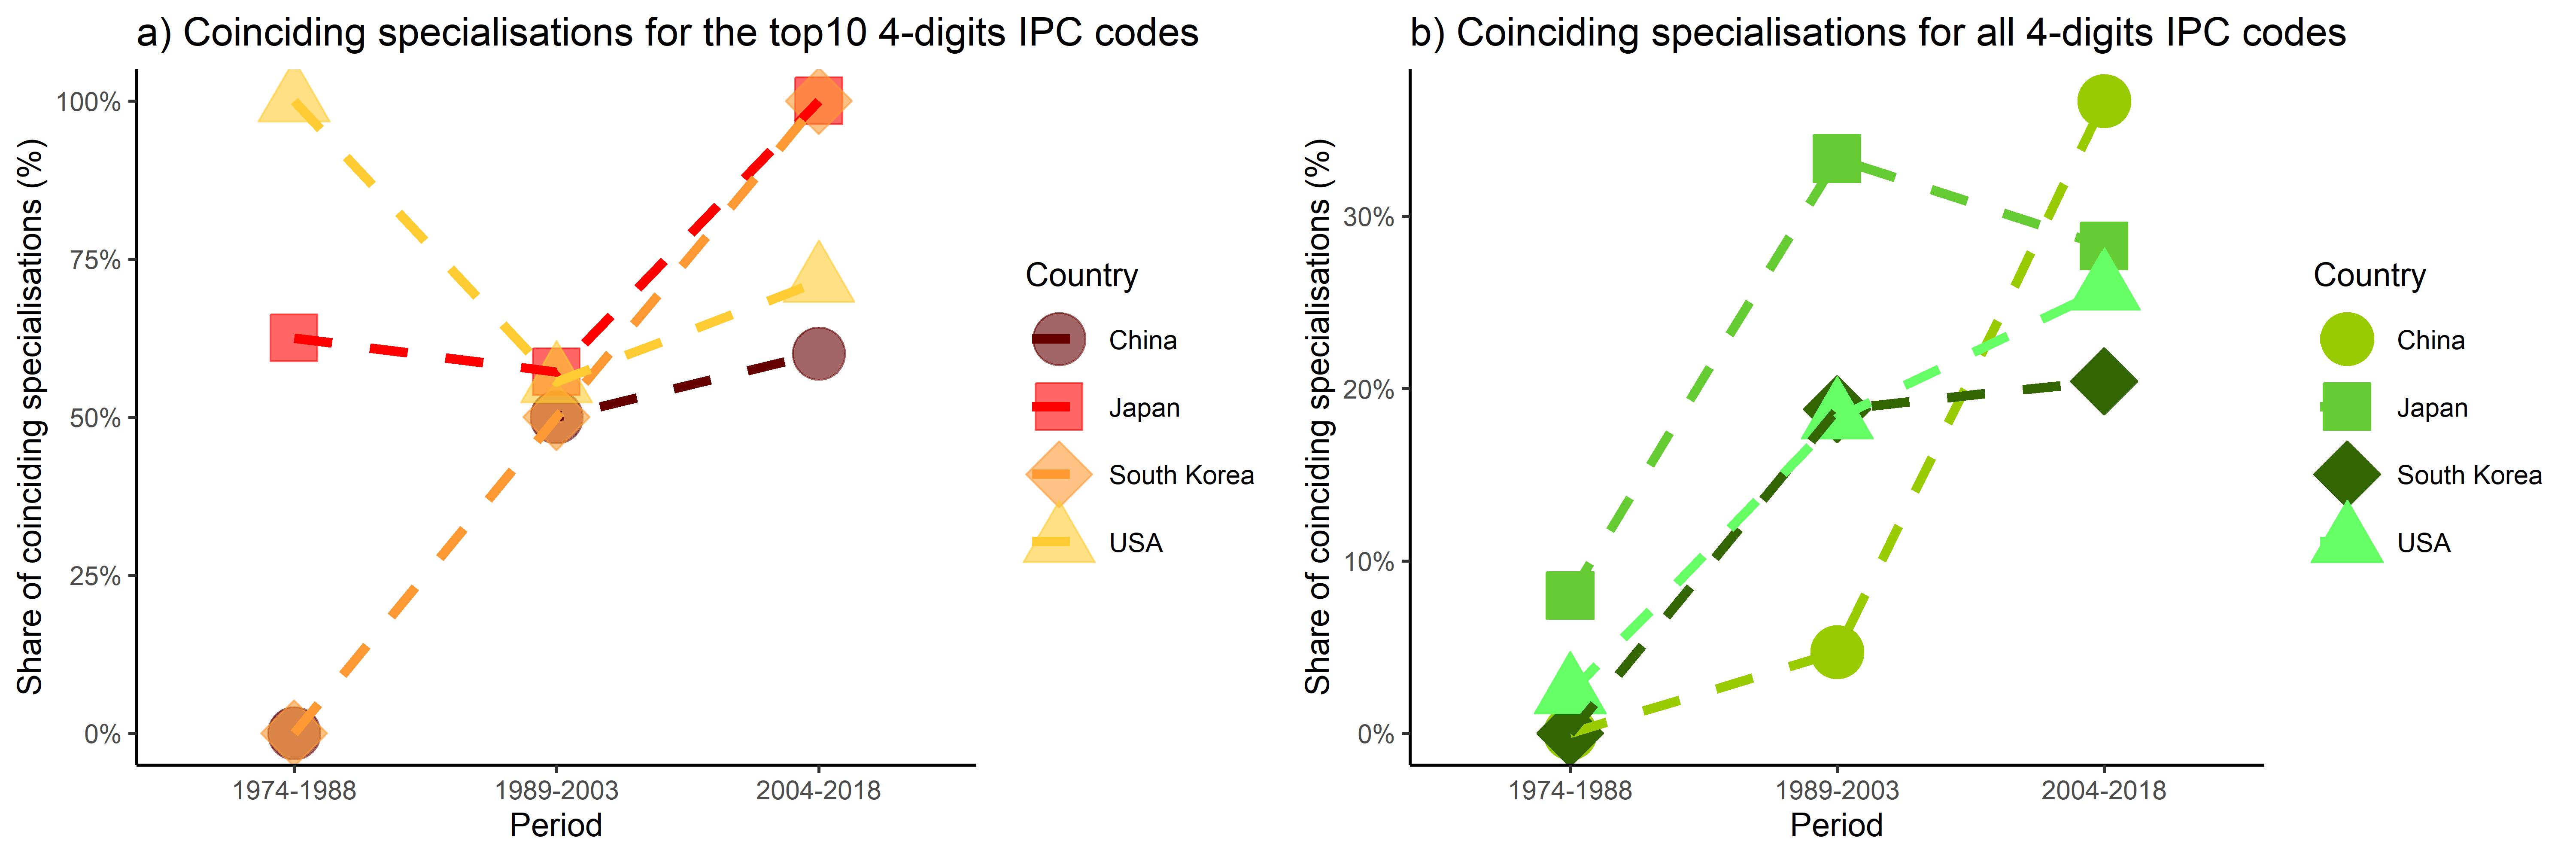 a) Coinciding specialisations for the top10 4-digits IPC codes
Share of coinciding specialisations (%)
100%
75%
50%
25%
0%
1974-1988
1989-2003
2004-2018
Period
Country
China
Japan
South Korea
USA
b) Coinciding specialisations for all 4-digits IPC codes
Share of coinciding specialisations (%)
30%
20%
10%
0%
1974-1988
1989-2003
2004-2018
Period
Country
China
Japan
South Korea
USA